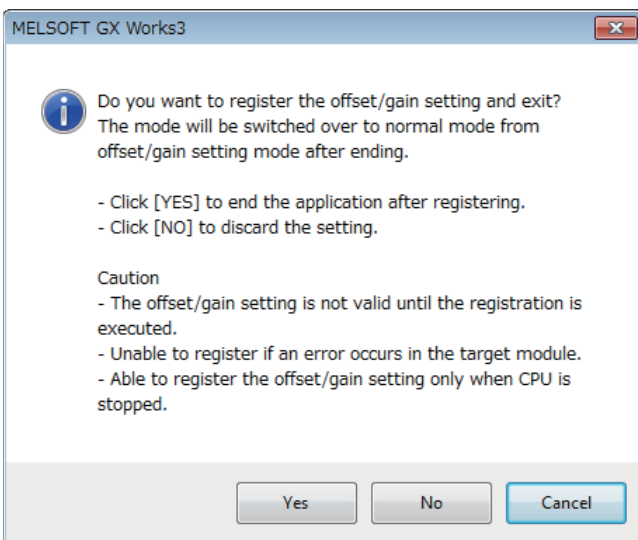 MELSOFT GX Works3
Do you want to register the offset/gain setting and exit?
The mode will be switched over to normal mode from
offset/gain setting mode after ending.
- Click [YES] to end the application after registering.
- Click [NO] to discard the setting.
Caution
- The offset/gain setting is not valid until the registration is
executed.
- Unable to register if an error occurs in the target module.
- Able to register the offset/gain setting only when CPU is
stopped.
Yes
No
Cancel